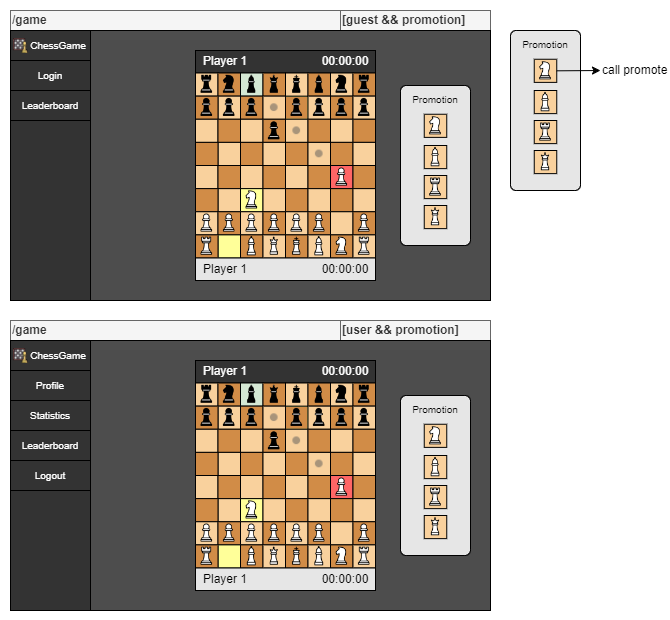 /game
[guest && promotion]
ChessGame
Login
Leaderboard
Player 1
00:00:00
Promotion
Player 1
00:00:00
Promotion
call promote
/game
[user && promotion]
ChessGame
Profile
Statistics
Leaderboard
Logout
Player 1
00:00:00
Promotion
Player 1
00:00:00